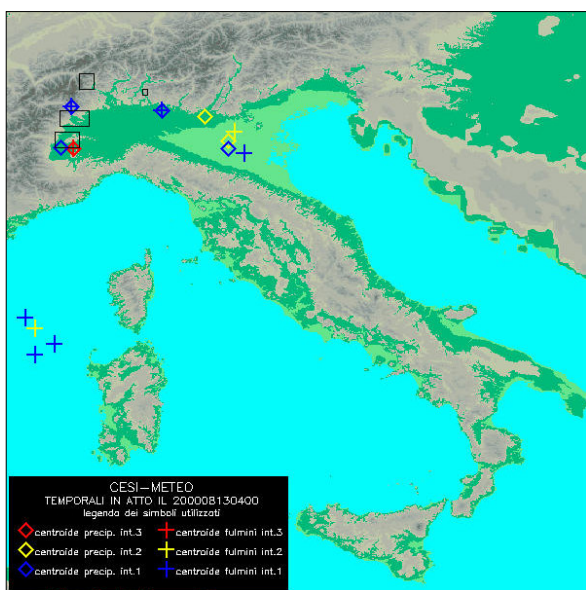 CESI-METEO
TEMPORALI IN ATTO IL 200008130400
legenda dei simboli utilizzati
centroide precip. int.3 centroide fulmini int.3
centroide precip. int.2 centroide fulmini int.2
centroide precip. int.1 centroide fulmini int.1